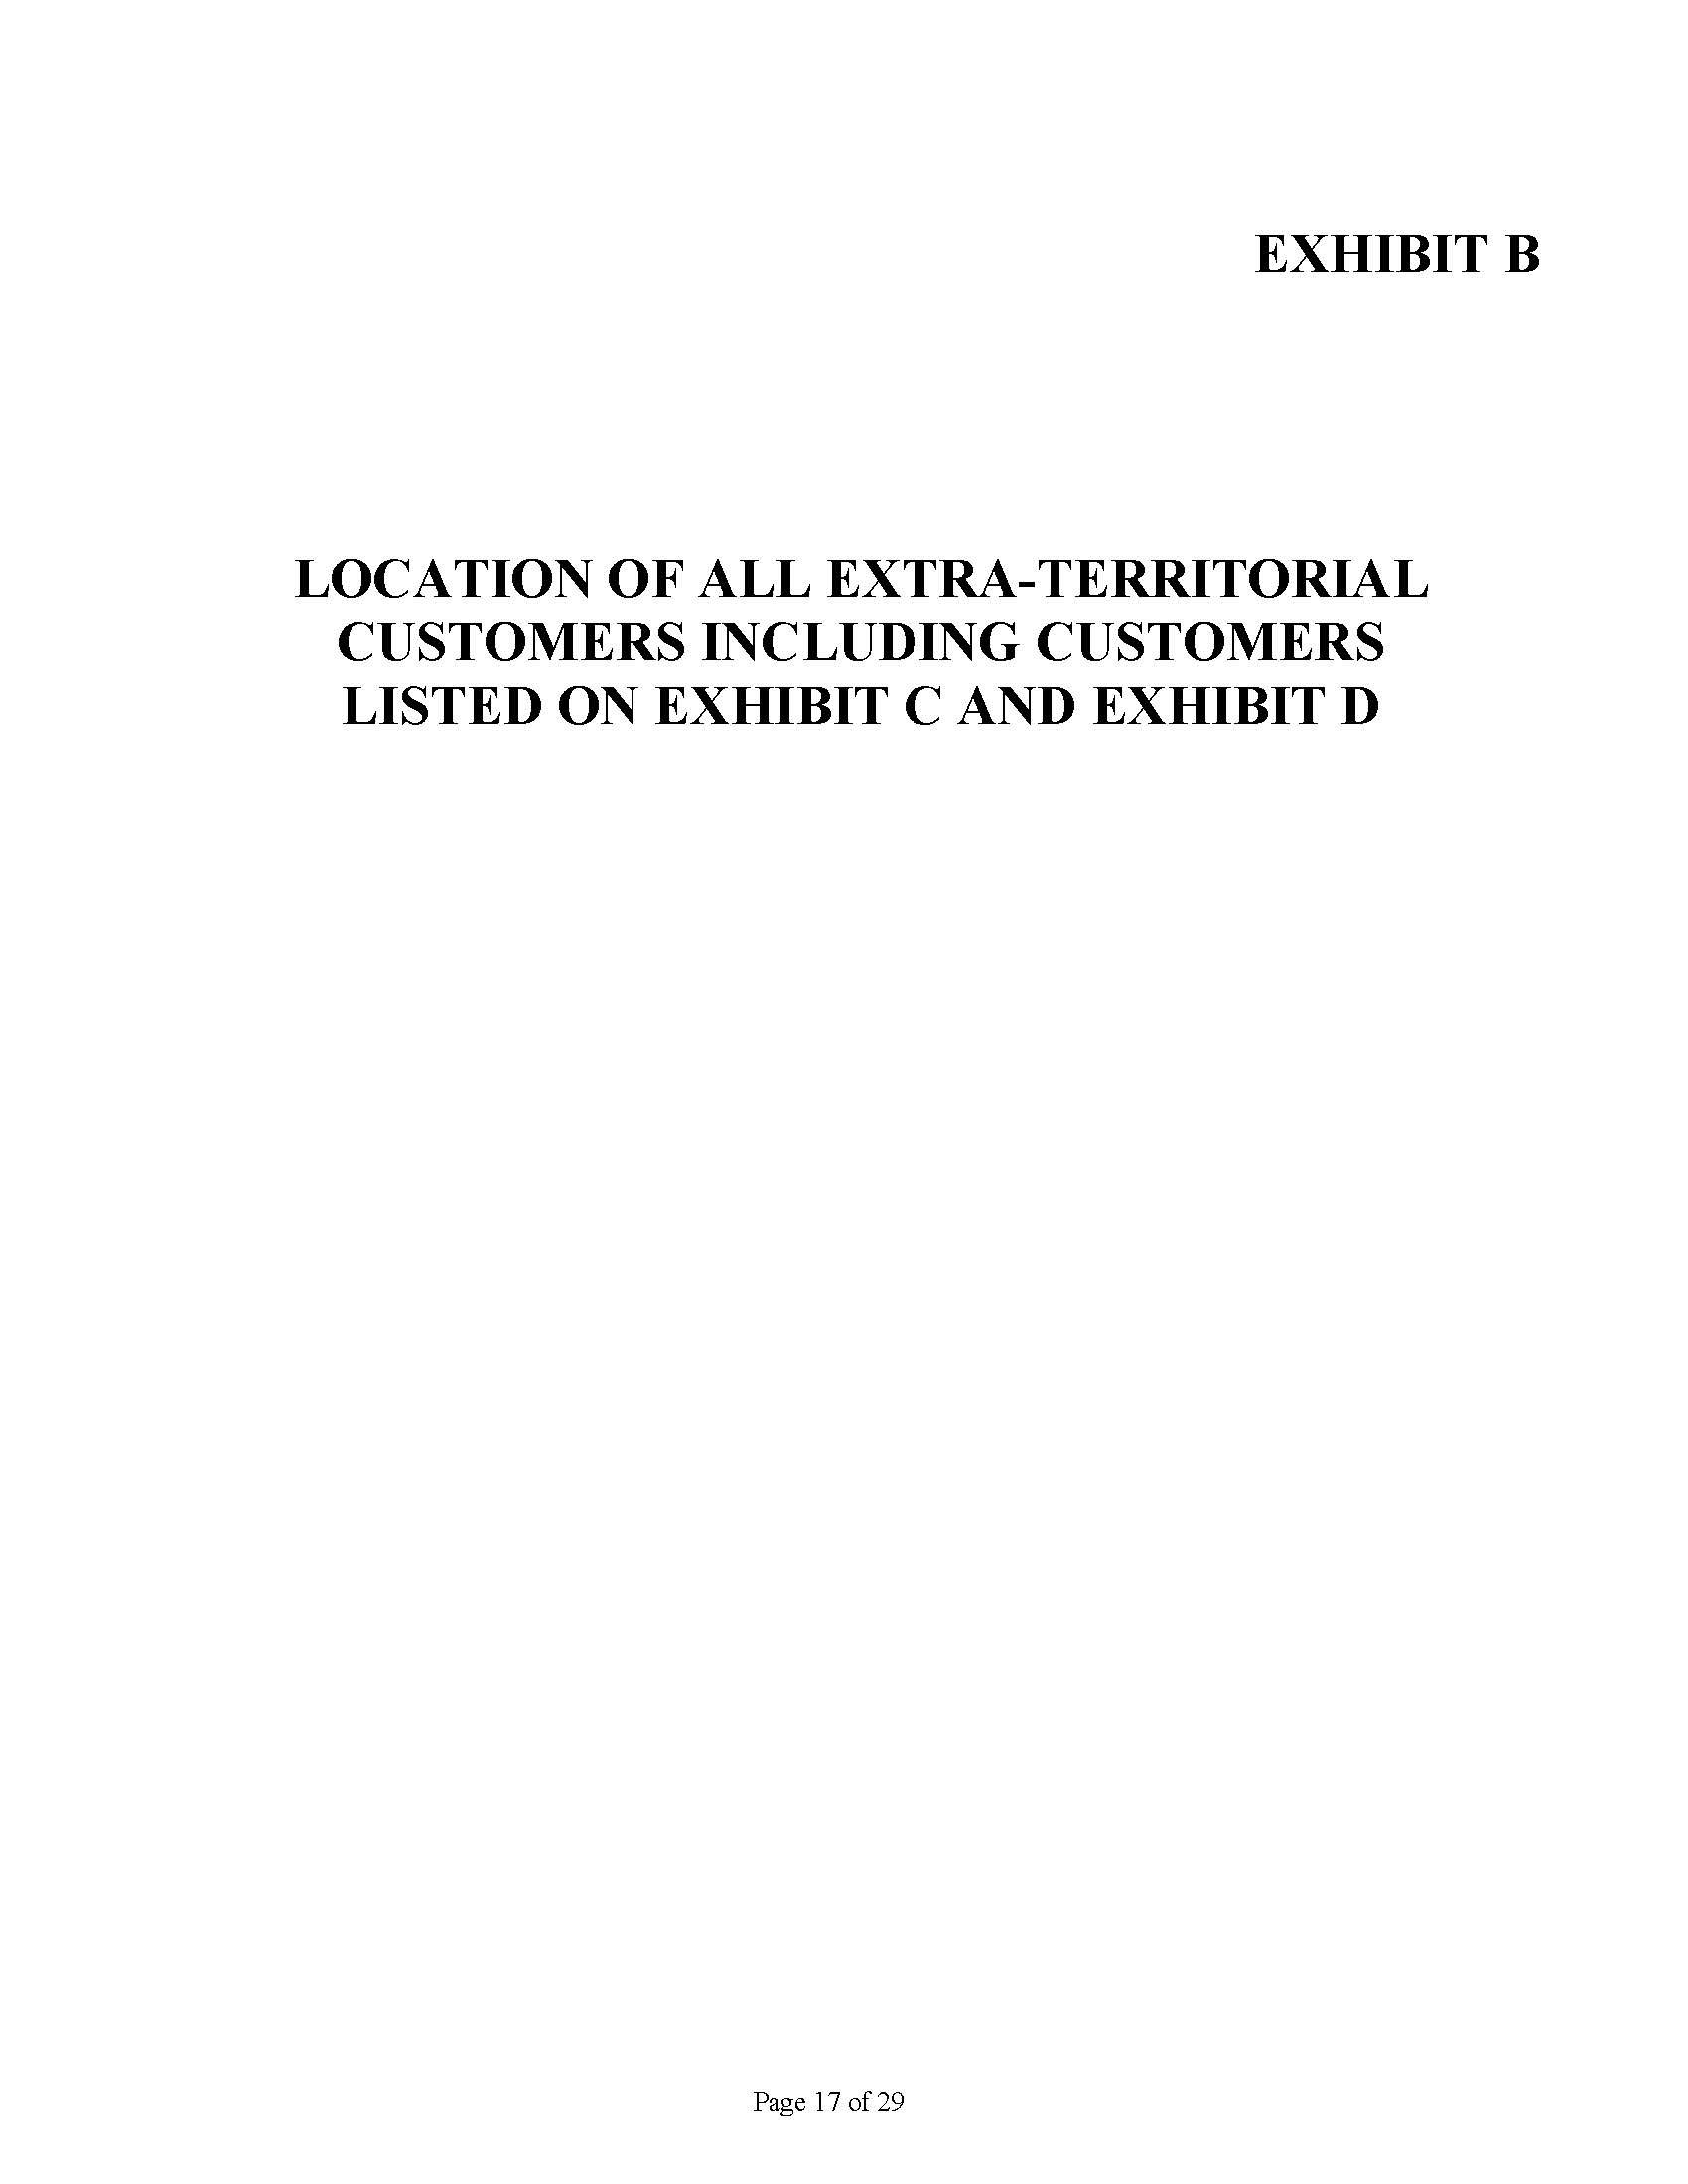 EXHIBIT B
LOCATION OF ALL EXTRA-TERRITORIAL
CUSTOMERS INCLUDING CUSTOMERS
LISTED ON EXHIBIT C AND EXHIBIT D
Page 17 of 29